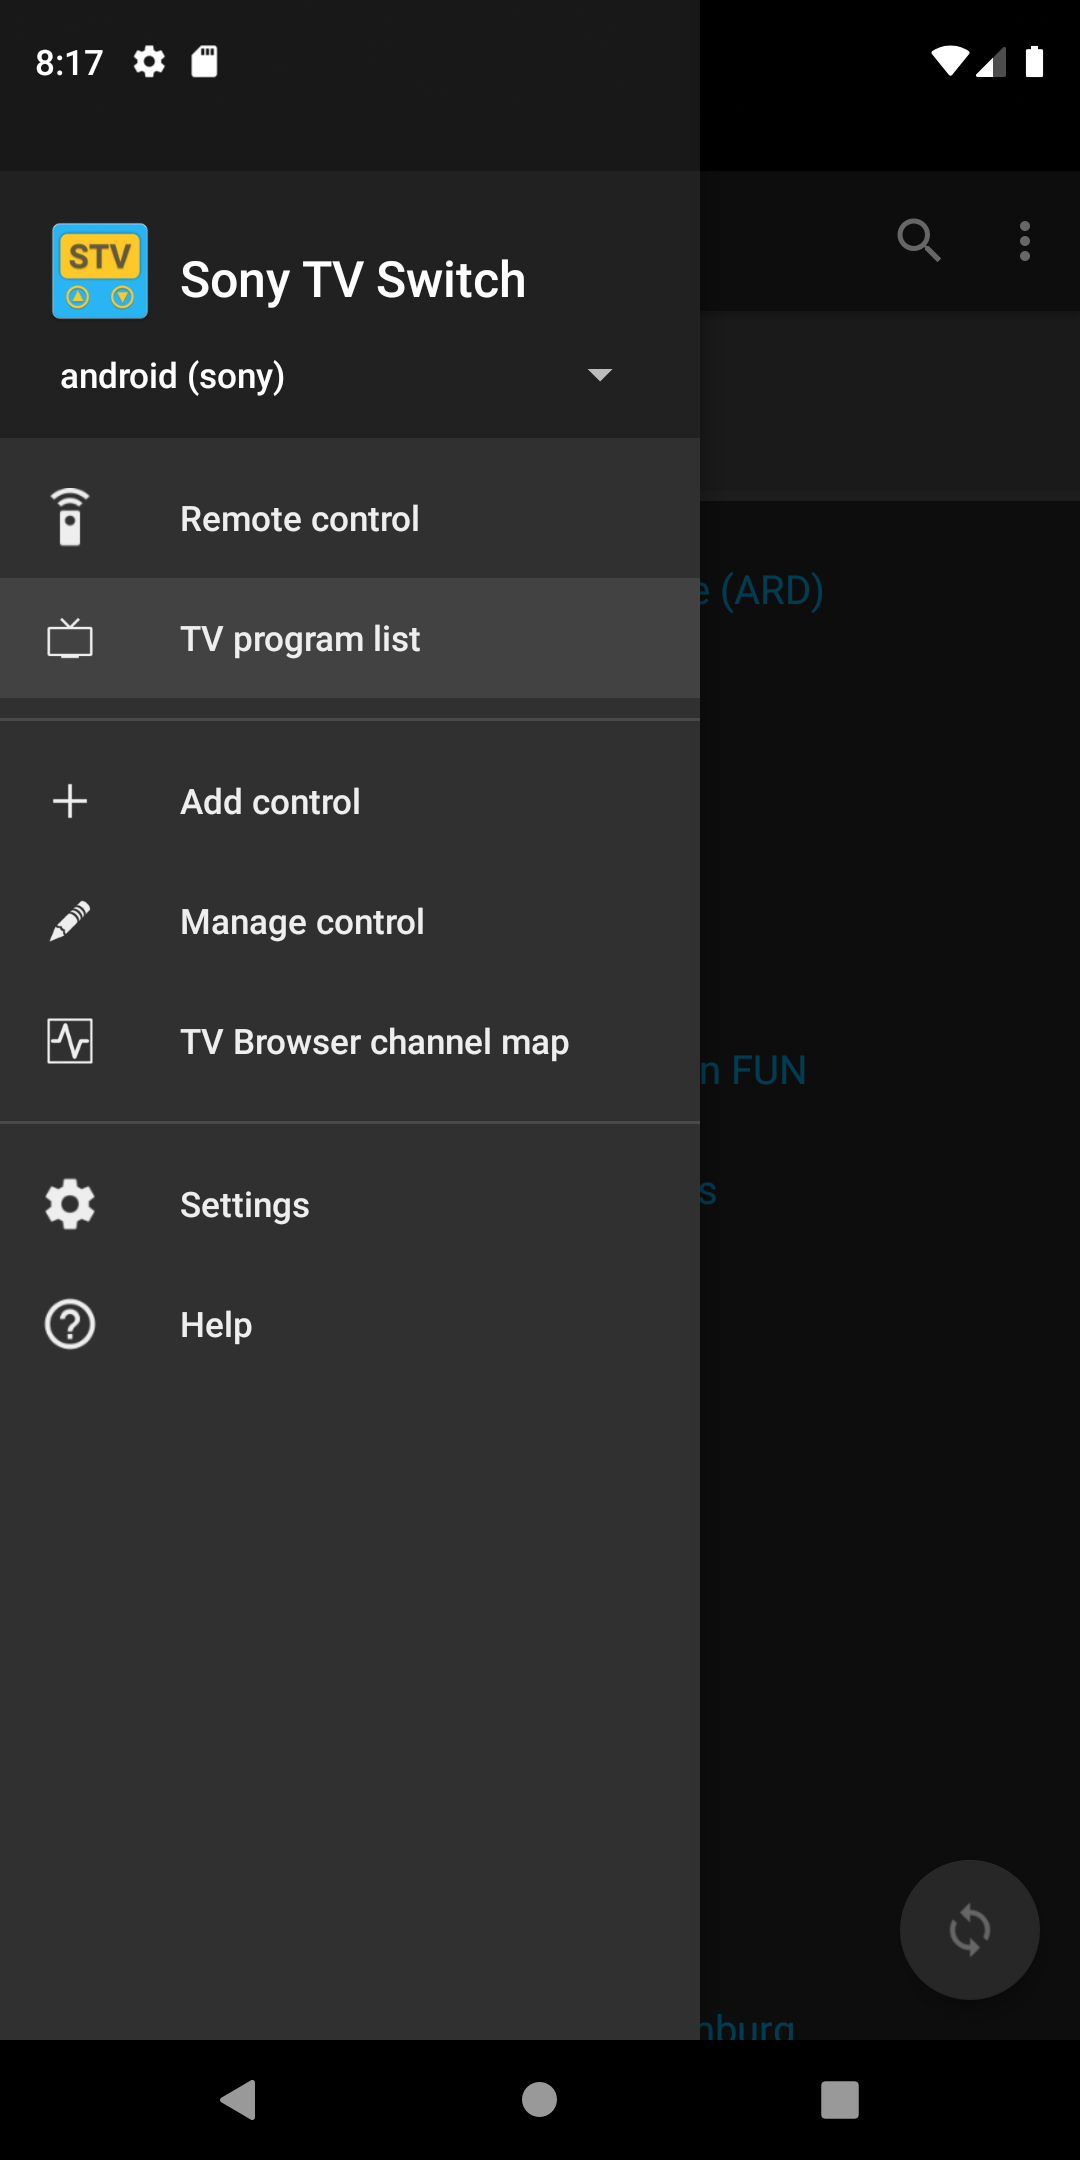 8:17
STV
Sony TV Switch
android (sony)
Remote control
TV program list
(ARD)
Add control
Manage control
TV Browser channel map
FUN
Settings
Help